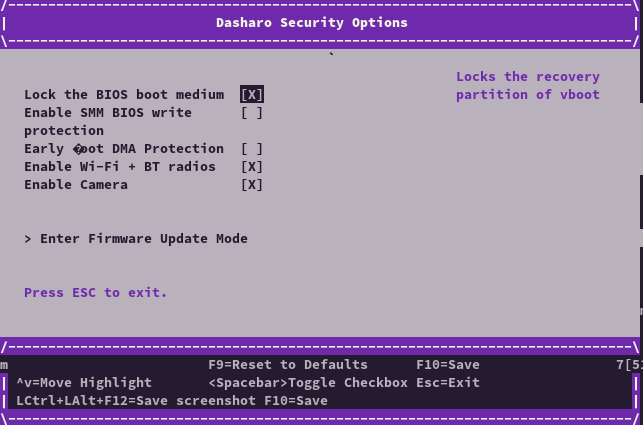 /------------------------------------------------------------------------------\
|                          Dasharo Security Options                            |
\------------------------------------------------------------------------------/
`
Locks the recovery
Lock the BIOS boot medium  [X]  partition of vboot
Enable SMM BIOS write      [ ]
protection
Early �oot DMA Protection  [ ]
Enable Wi-Fi + BT radios   [X]
Enable Camera              [X]
> Enter Firmware Update Mode
Press ESC to exit.
/------------------------------------------------------------------------------\
m                         F9=Reset to Defaults      F10=Save                 7[5
| ^v=Move Highlight       <Spacebar>Toggle Checkbox Esc=Exit                   |
| LCtrl+LAlt+F12=Save screenshot F10=Save                                      |
\------------------------------------------------------------------------------/